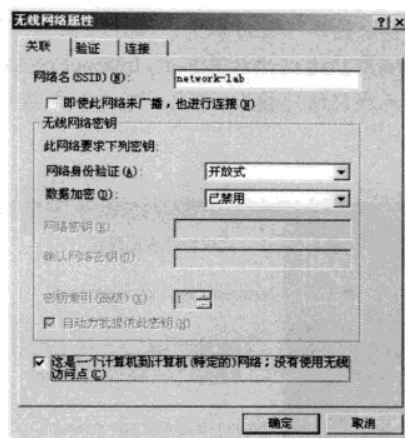 无线网络属性
关联 验证 连接
网络名(SSID)(N): network-lab
即使此网络未广播，也进行连接(N)
无线网络密钥
此网络要求下列密钥:
网络身份验证(A): 开放式
数据加密(D): 已禁用
网络密钥(K):
确认网络密钥(O):
密钥索引(高级)(X): 1
自动为我提供此密钥(H)
这是一个计算机到计算机(特定的)网络；没有使用无线
访问点(C)
确定 取消